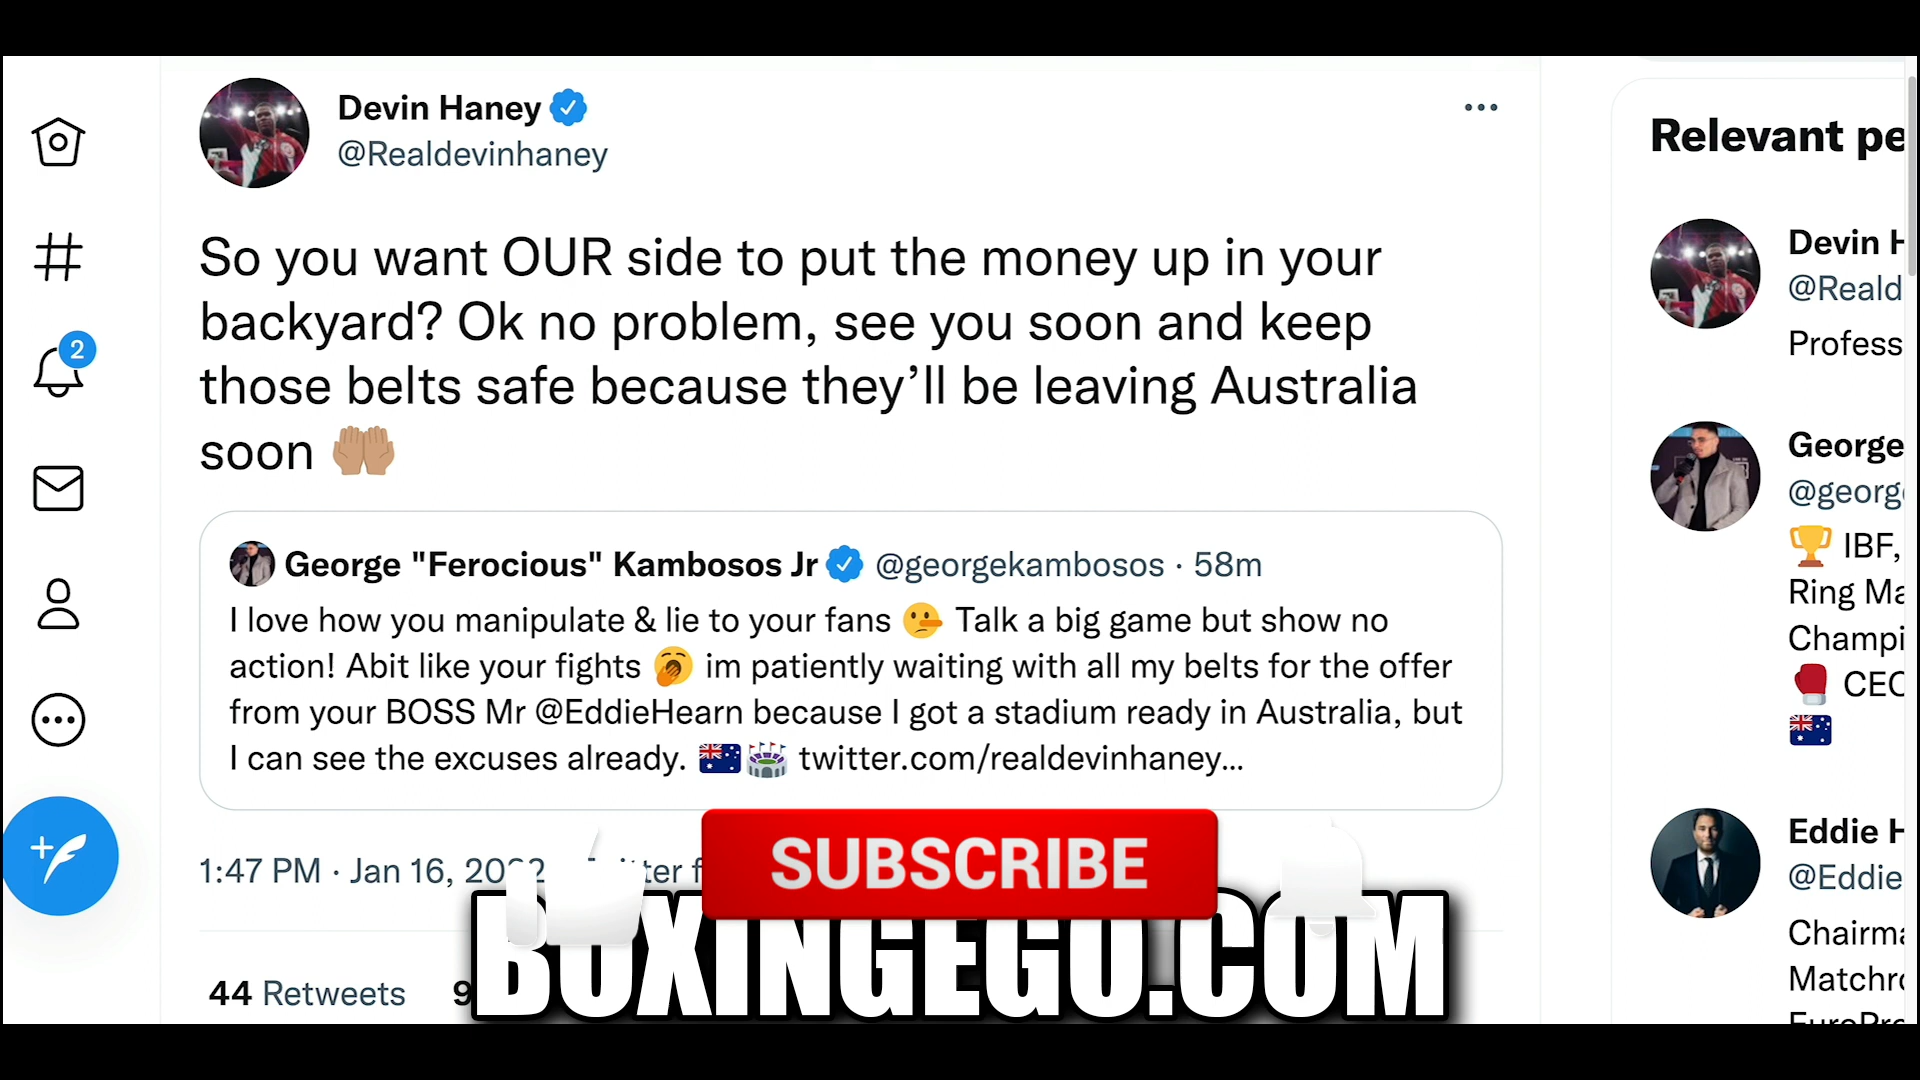 Devin Haney
@Realdevinhaney
So you want OUR side to put the money up in your
backyard? Ok no problem, see you soon and keep
those belts safe because they’ll be leaving Australia
soon
George "Ferocious" Kambosos Jr @georgekambosos · 58m
I love how you manipulate & lie to your fans Talk a big game but show no
action! Abit like your fights im patiently waiting with all my belts for the offer
from your BOSS Mr @EddieHearn because I got a stadium ready in Australia, but
I can see the excuses already. twitter.com/realdevinhaney...
1:47 PM · Jan 16, 2022
44 Retweets
SUBSCRIBE
BOXINGEGO.COM
2
Relevant pe
Devin H
@Reald
Profess
George
@georg
IBF,
Ring Ma
Champi
CEO
Eddie H
@Eddie
Chairma
Matchro
EuroPro